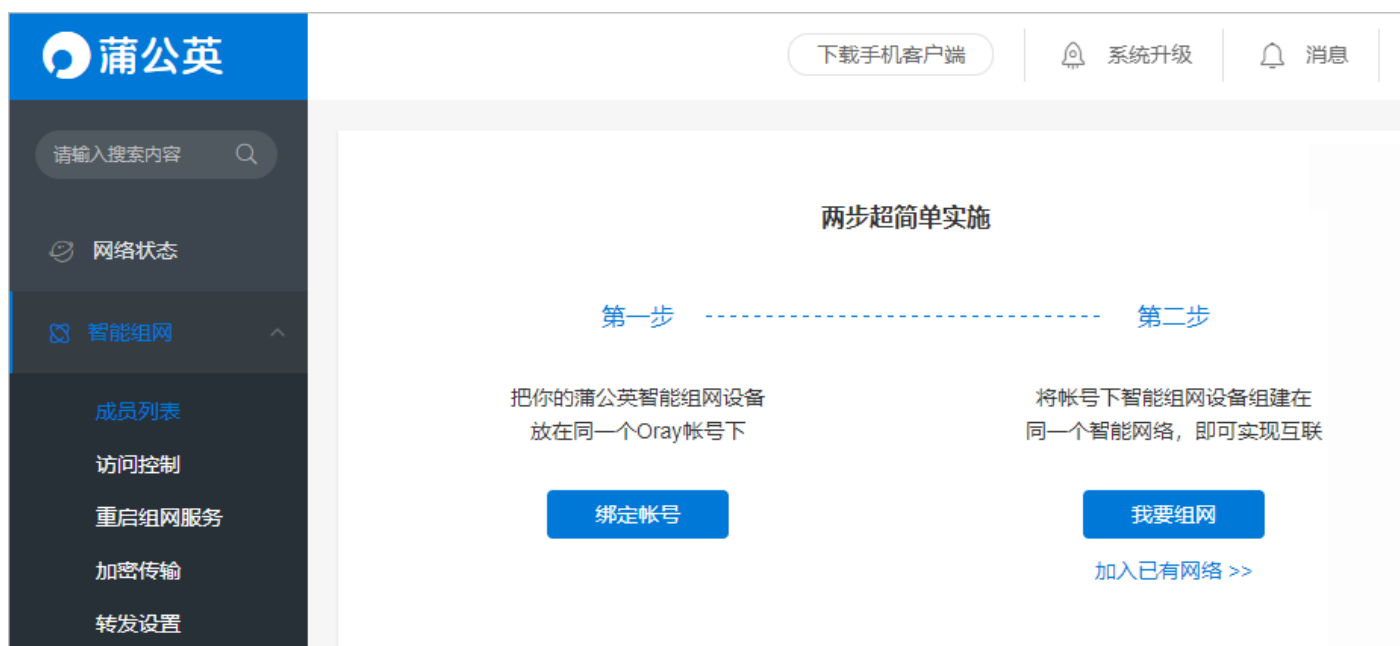 蒲公英
下载手机客户端
系统升级
消息
请输入搜索内容
网络状态
智能组网
成员列表
访问控制
重启组网服务
加密传输
转发设置
两步超简单实施
第一步
第二步
把你的蒲公英智能组网设备
放在同一个Oray帐号下
将帐号下智能组网设备组建在
同一个智能网络，即可实现互联
绑定帐号
我要组网
加入已有网络 >>